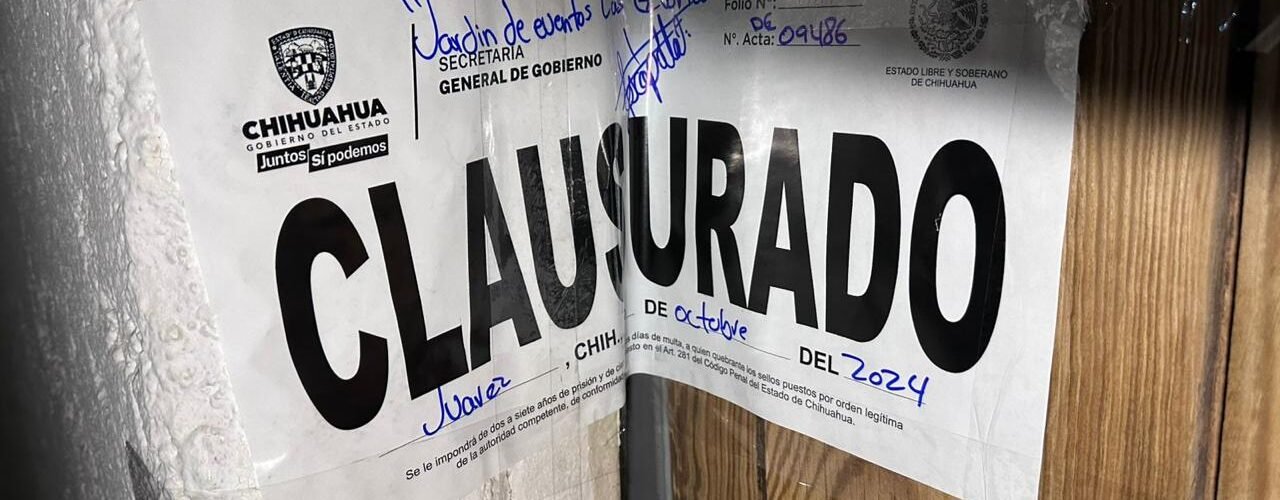 "Jardin de eventos Las
Folio N°.:
DE
N°. Acta: 09486
SECRETARÍA
GENERAL DE GOBIERNO
CHIHUAHUA
GOBIERNO DEL ESTADO
Juntos Sí podemos
ESTADO LIBRE Y SOBERANO
DE CHIHUAHUA
CLAUSURADO
Juarez, CHIH., DE octubre DEL 2024
Se le impondrá de dos a siete años de prisión y de días de multa, a quien quebrante los sellos puestos por orden legítima
de la autoridad competente, de conformidad en el Art. 281 del Código Penal del Estado de Chihuahua.